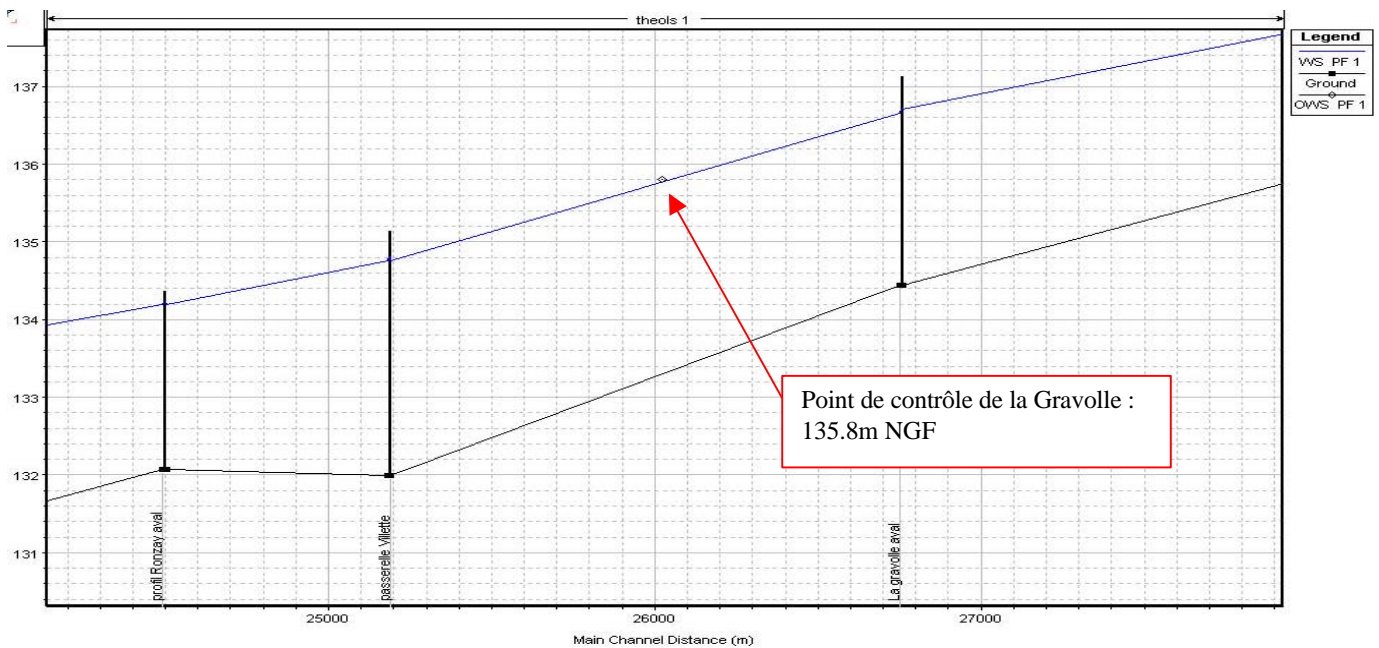 theols 1
Legend
WS PF 1
Ground
OWS PF 1
137
136
135
134
133
132
131
Point de contrôle de la Gravolle :
135.8m NGF
profil Ronzay aval
passerelle Villette
La gravolle aval
25000
26000
27000
Main Channel Distance (m)